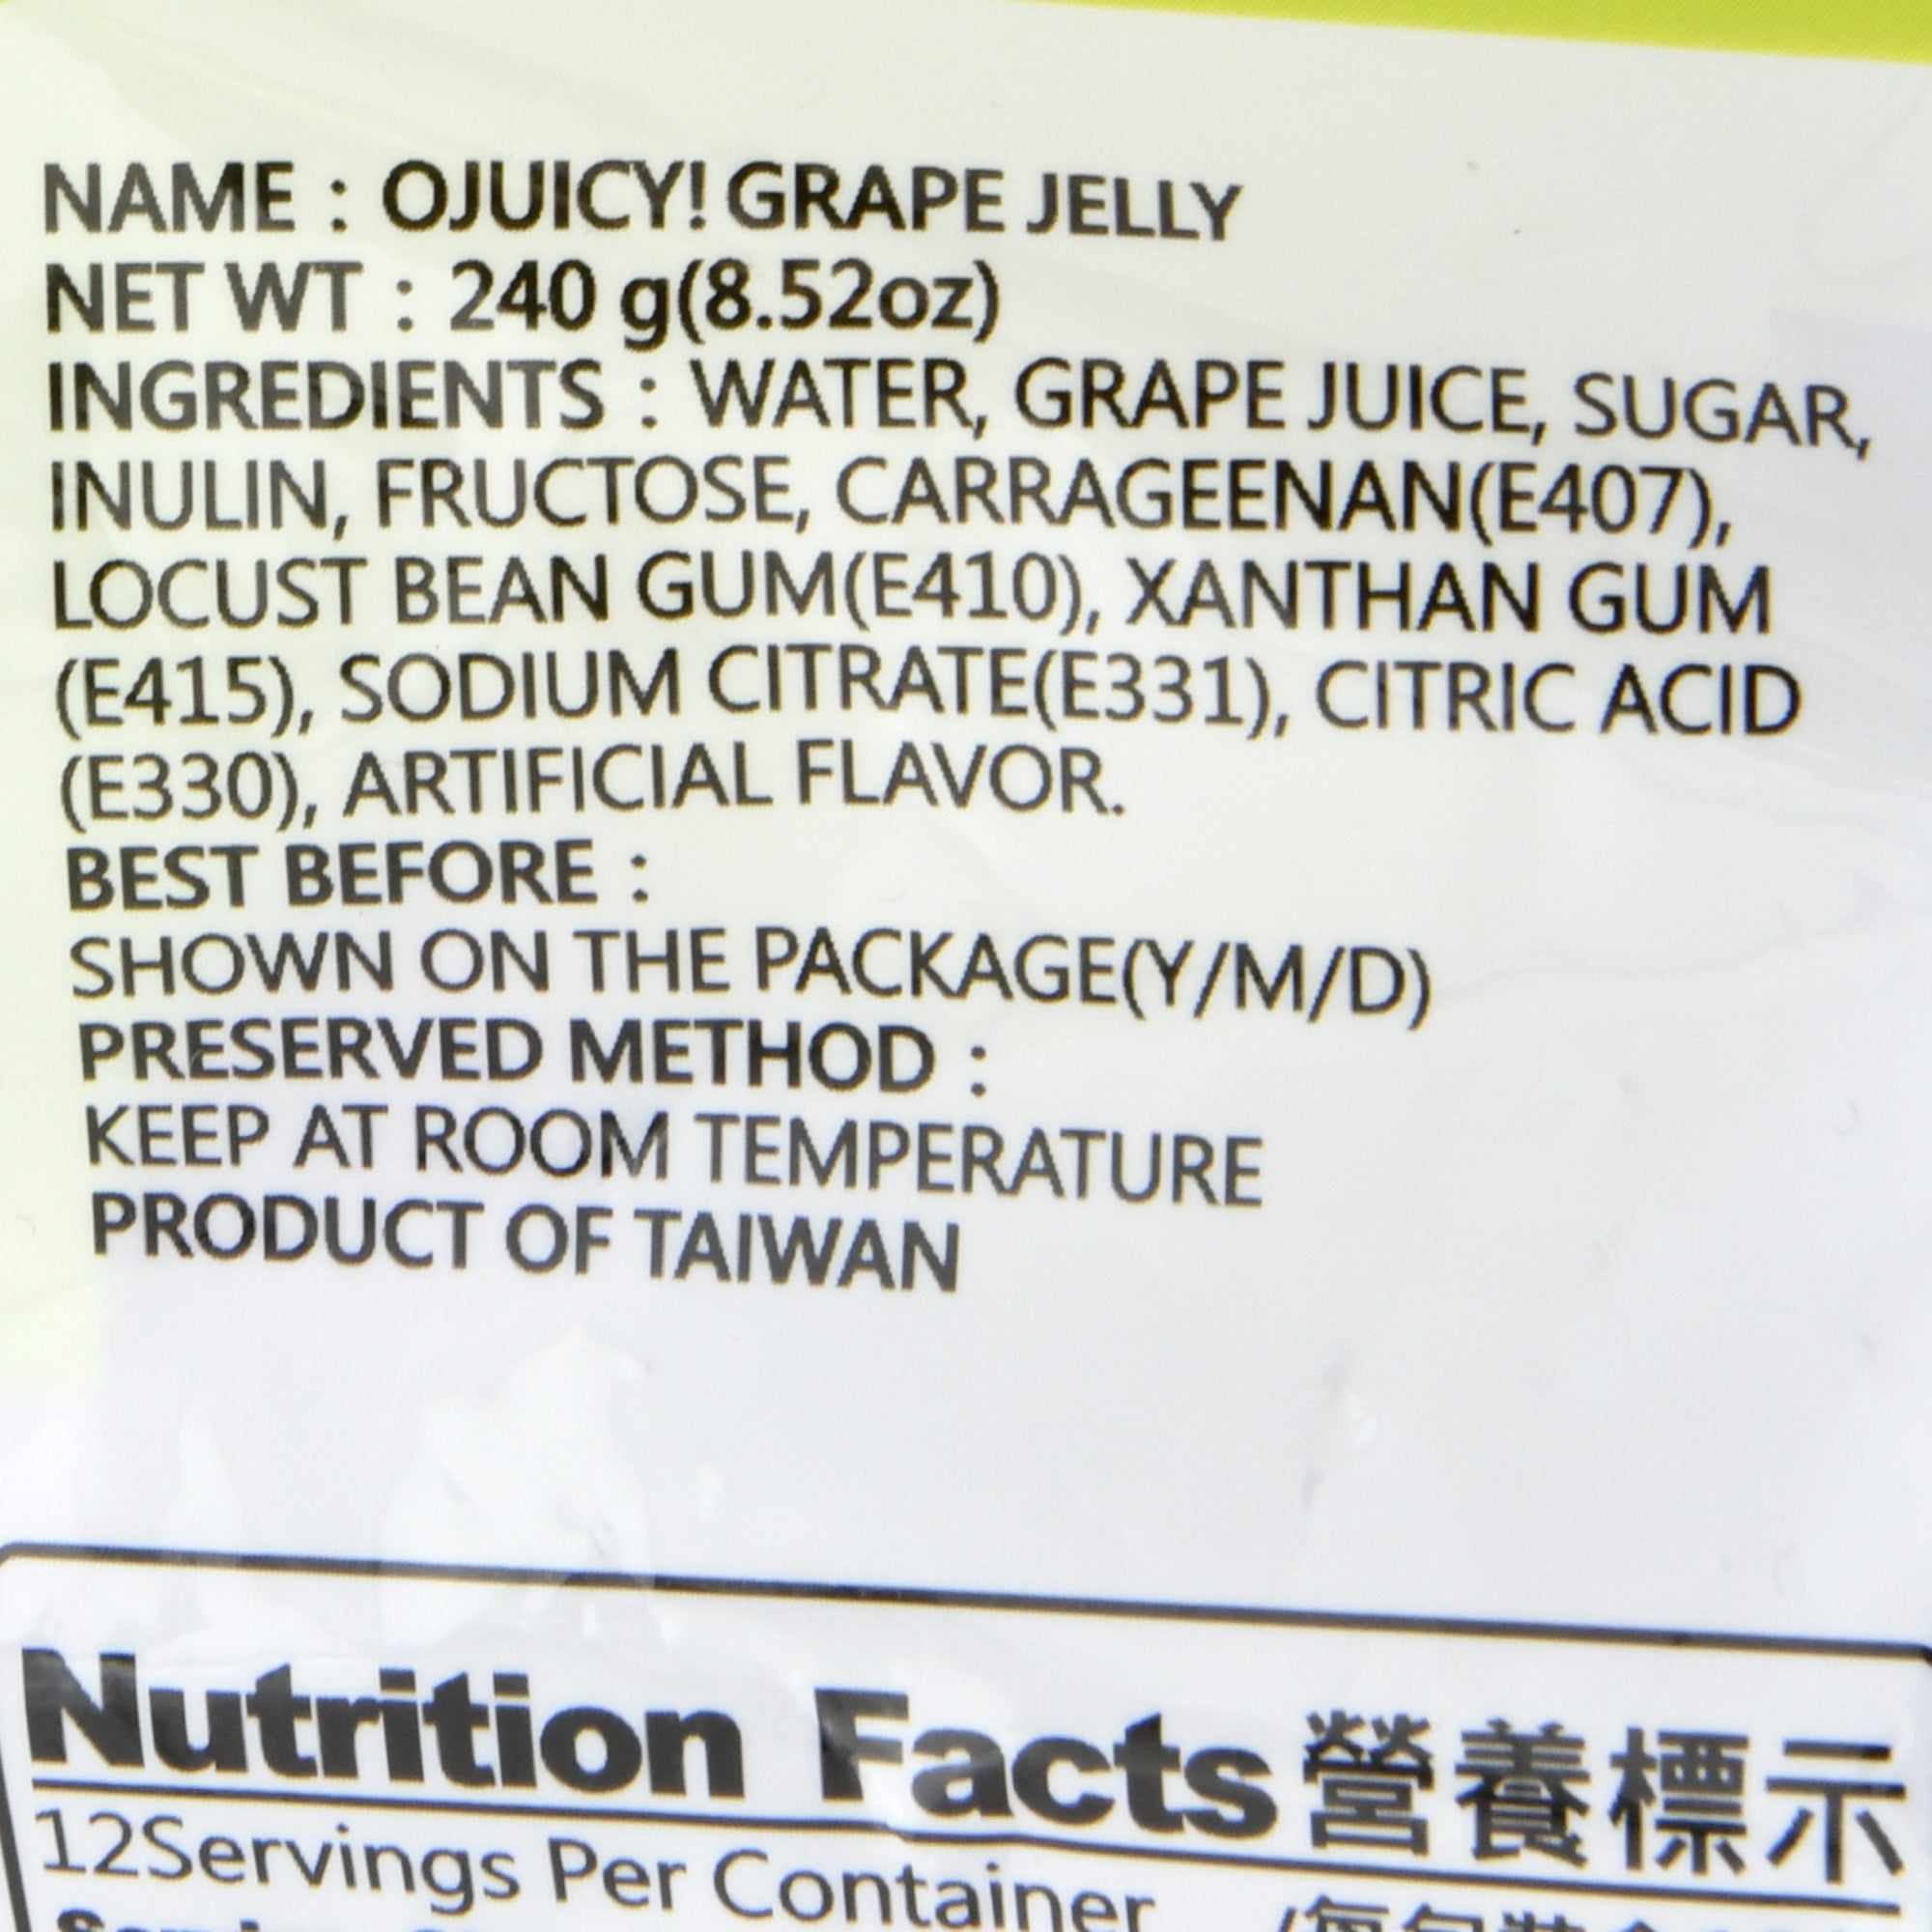 NAME : OJUICY! GRAPE JELLY
NET WT : 240 g(8.52oz)
INGREDIENTS : WATER, GRAPE JUICE, SUGAR,
INULIN, FRUCTOSE, CARRAGEENAN(E407),
LOCUST BEAN GUM(E410), XANTHAN GUM
(E415), SODIUM CITRATE(E331), CITRIC ACID
(E330), ARTIFICIAL FLAVOR.
BEST BEFORE :
SHOWN ON THE PACKAGE(Y/M/D)
PRESERVED METHOD :
KEEP AT ROOM TEMPERATURE
PRODUCT OF TAIWAN
Nutrition Facts營養標示
12Servings Per Container